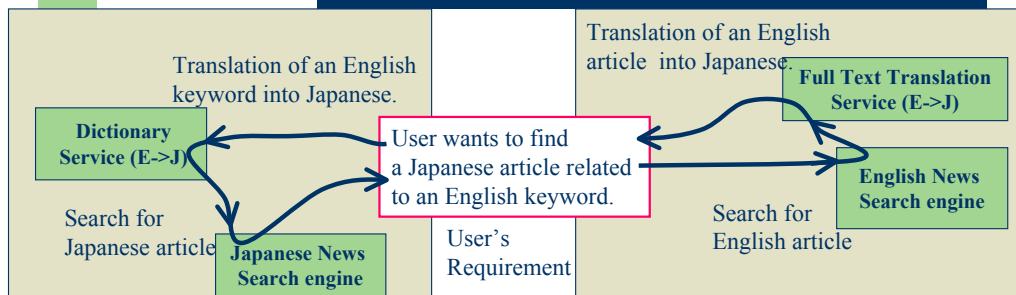 Translation of an English
keyword into Japanese.
Dictionary
Service (E->J)
Search for
Japanese article
Japanese News
Search engine
User wants to find
a Japanese article related
to an English keyword.
User's
Requirement
Translation of an English
article into Japanese.
Full Text Translation
Service (E->J)
English News
Search engine
Search for
English article